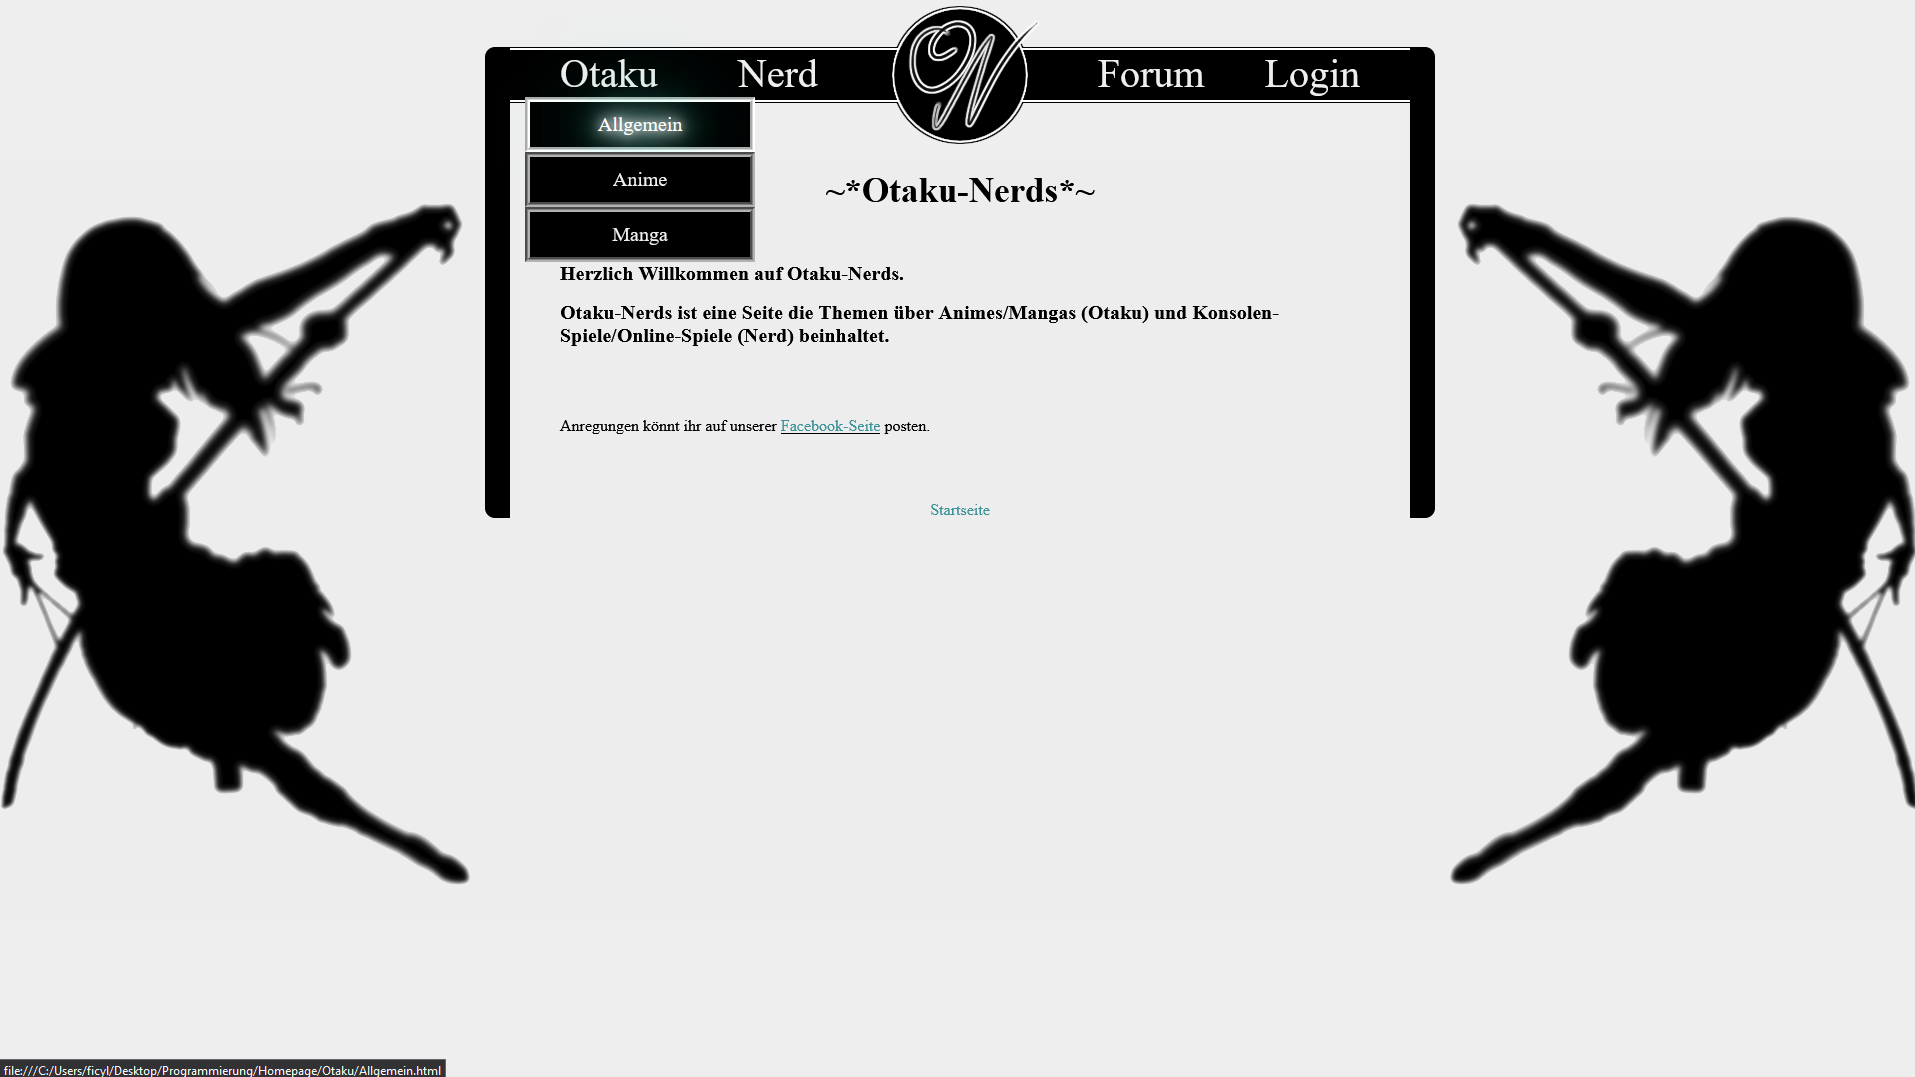 Otaku Nerd ON Forum Login
Allgemein
Anime
~*Otaku-Nerds*~
Manga
Herzlich Willkommen auf Otaku-Nerds.
Otaku-Nerds ist eine Seite die Themen über Animes/Mangas (Otaku) und Konsolen-
Spiele/Online-Spiele (Nerd) beinhaltet.
Anregungen könnt ihr auf unserer Facebook-Seite posten.
Startseite
file:///C:/Users/ficyl/Desktop/Programmierung/Homepage/Otaku/Allgemein.html